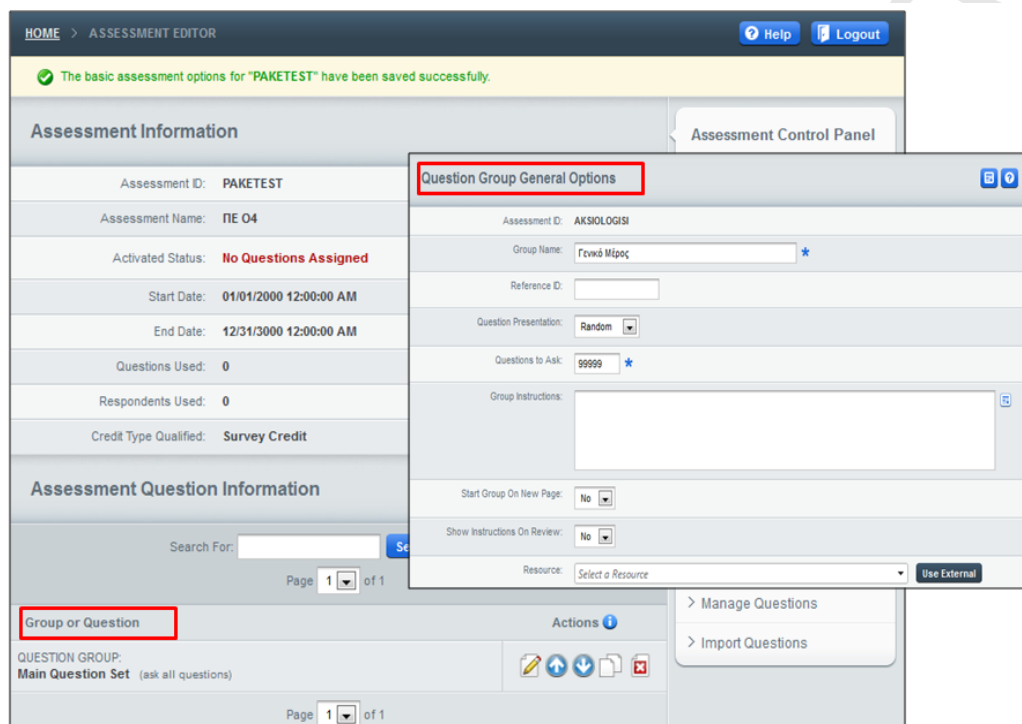 HOME > ASSESSMENT EDITOR
Help
Logout
The basic assessment options for "PAKETEST" have been saved successfully.
Assessment Information
Assessment ID: PAKETEST
Assessment Name: ΠΕ Ο4
Activated Status: No Questions Assigned
Start Date: 01/01/2000 12:00:00 AM
End Date: 12/31/3000 12:00:00 AM
Questions Used: 0
Respondents Used: 0
Credit Type Qualified: Survey Credit
Assessment Question Information
Search For:
Page 1 of 1
Group or Question
Actions
QUESTION GROUP:
Main Question Set (ask all questions)
Page 1 of 1
Assessment Control Panel
Question Group General Options
Assessment ID: AKSIOLOGISI
Group Name: Γενικό Μέρος *
Reference ID:
Question Presentation: Random
Questions to Ask: 99999 *
Group Instructions:
Start Group On New Page: No
Show Instructions On Review: No
Resource: Select a Resource
Use External
> Manage Questions
> Import Questions